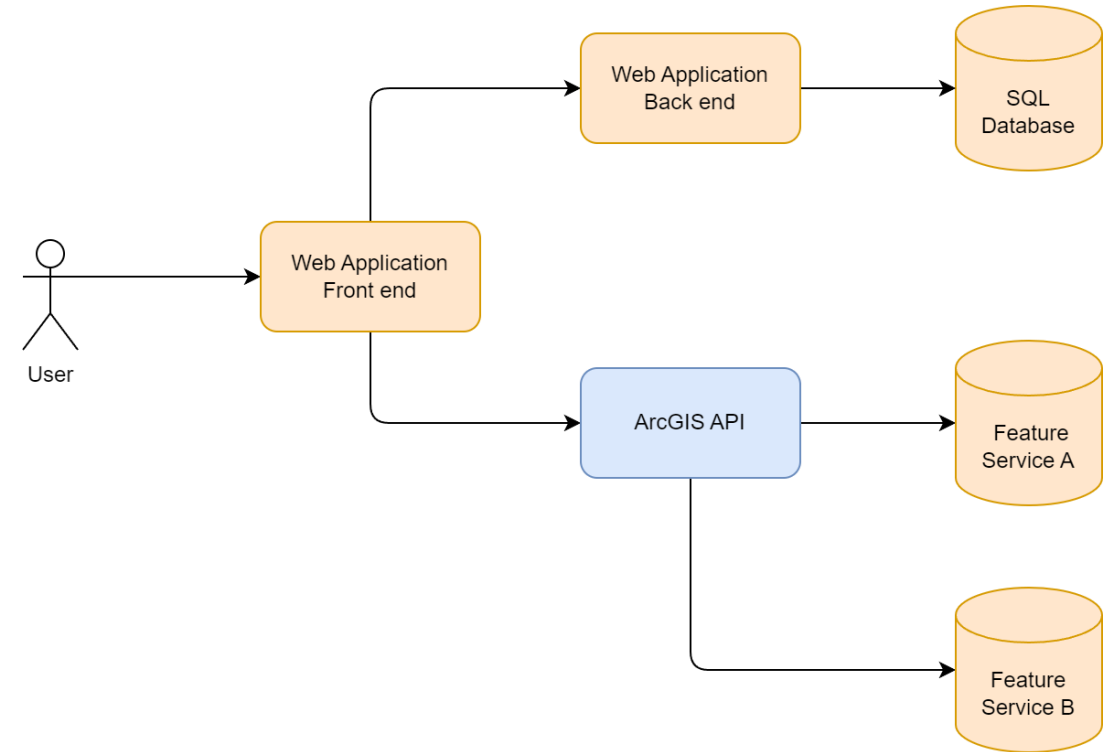 Web Application
Back end
SQL
Database
Web Application
Front end
User
ArcGIS API
Feature
Service A
Feature
Service B